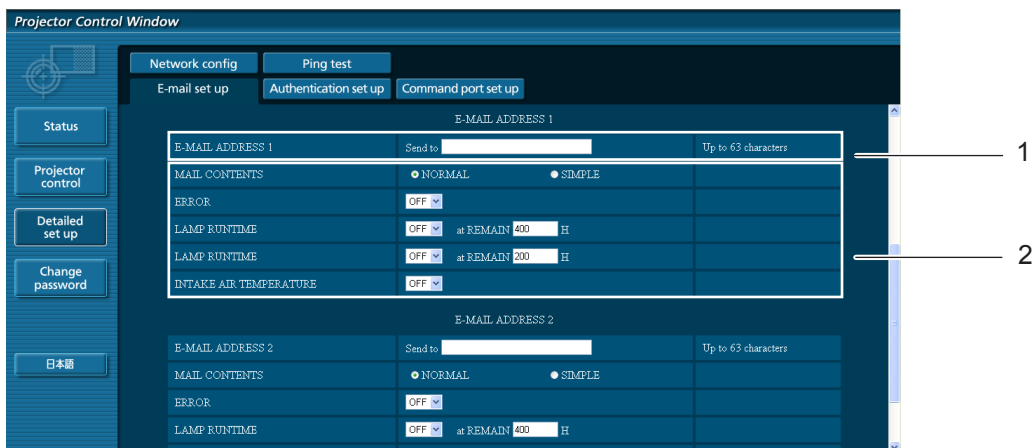 Projector Control Window
Network config Ping test
E-mail set up Authentication set up Command port set up
Status
Projector control
Detailed set up
Change password
日本語
E-MAIL ADDRESS 1
E-MAIL ADDRESS 1 Send to Up to 63 characters
MAIL CONTENTS NORMAL SIMPLE
ERROR OFF
LAMP RUNTIME OFF at REMAIN 400 H
LAMP RUNTIME OFF at REMAIN 200 H
INTAKE AIR TEMPERATURE OFF
E-MAIL ADDRESS 2
E-MAIL ADDRESS 2 Send to Up to 63 characters
MAIL CONTENTS NORMAL SIMPLE
ERROR OFF
LAMP RUNTIME OFF at REMAIN 400 H
1
2